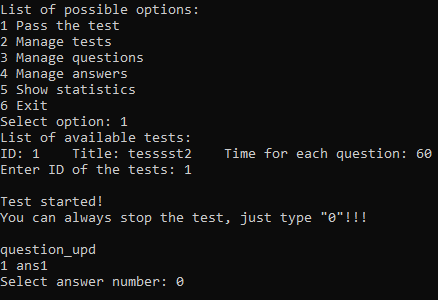 List of possible options:
1 Pass the test
2 Manage tests
3 Manage questions
4 Manage answers
5 Show statistics
6 Exit
Select option: 1
List of available tests:
ID: 1    Title: tesssst2    Time for each question: 60
Enter ID of the tests: 1

Test started!
You can always stop the test, just type "0"!!!

question_upd
1 ans1
Select answer number: 0